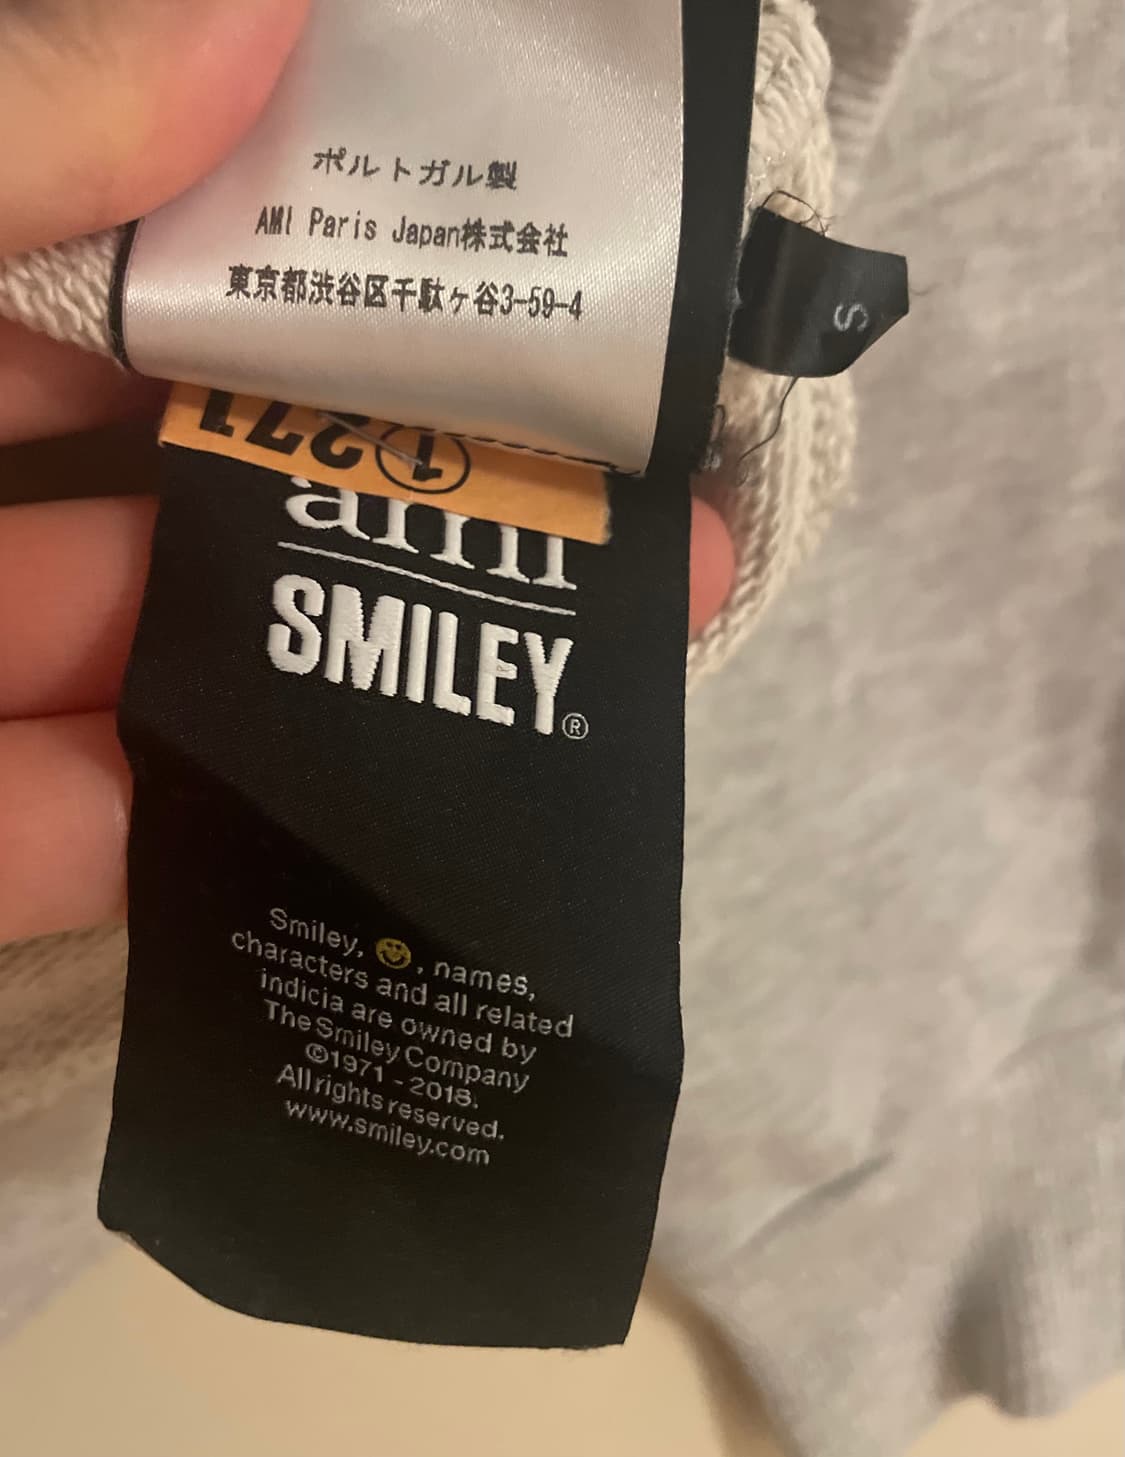 ポルトガル製
AMI Paris Japan株式会社
東京都渋谷区千駄ヶ谷3-59-4
S
①271
ami
SMILEY®
Smiley, , names,
characters and all related
indicia are owned by
The Smiley Company
©1971 - 2018.
All rights reserved.
www.smiley.com